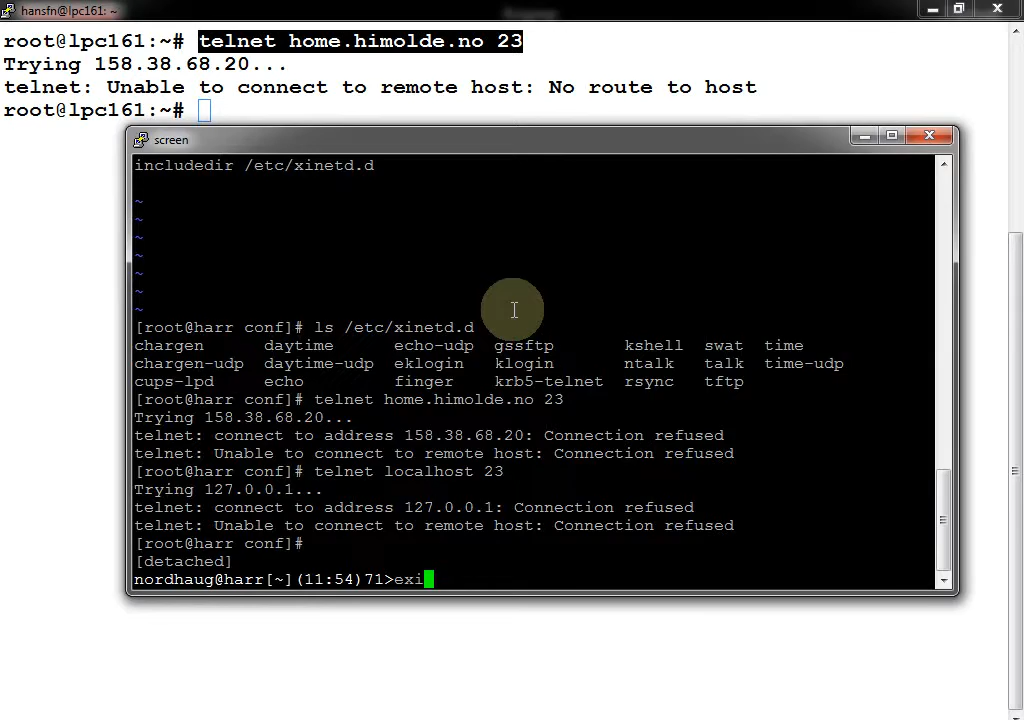 hansfn@lpc161: ~
root@lpc161:~# telnet home.himolde.no 23
Trying 158.38.68.20...
telnet: Unable to connect to remote host: No route to host
root@lpc161:~#
screen
includedir /etc/xinetd.d
~
~
~
~
~
~
~
[root@harr conf]# ls /etc/xinetd.d
chargen daytime echo-udp gssftp kshell swat time
chargen-udp daytime-udp eklogin klogin ntalk talk time-udp
cups-lpd echo finger krb5-telnet rsync tftp
[root@harr conf]# telnet home.himolde.no 23
Trying 158.38.68.20...
telnet: connect to address 158.38.68.20: Connection refused
telnet: Unable to connect to remote host: Connection refused
[root@harr conf]# telnet localhost 23
Trying 127.0.0.1...
telnet: connect to address 127.0.0.1: Connection refused
telnet: Unable to connect to remote host: Connection refused
[root@harr conf]#
[detached]
nordhaug@harr[~](11:54)71>exi